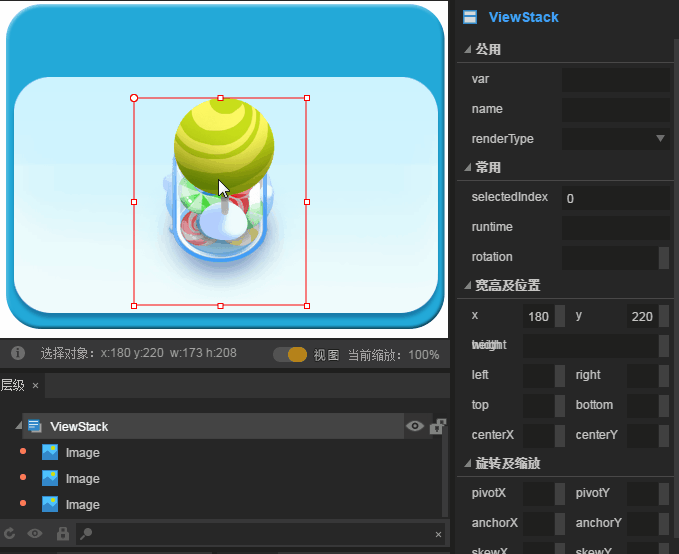 ViewStack
公用
var
name
renderType
常用
selectedIndex 0
runtime
rotation
宽高及位置
x 180 y 220
left right
top bottom
centerX centerY
旋转及缩放
pivotX pivotY
anchorX anchorY
skewX skewY
选择对象：x:180 y:220 w:173 h:208
视图 当前缩放：100%
层级 ×
ViewStack
Image
Image
Image